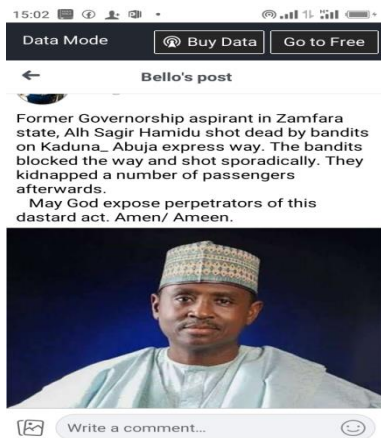 15:02
Data Mode
Buy Data
Go to Free
Bello's post
Former Governorship aspirant in Zamfara
state, Alh Sagir Hamidu shot dead by bandits
on Kaduna_ Abuja express way. The bandits
blocked the way and shot sporadically. They
kidnapped a number of passengers
afterwards.
May God expose perpetrators of this
dastard act. Amen/ Ameen.
Write a comment...